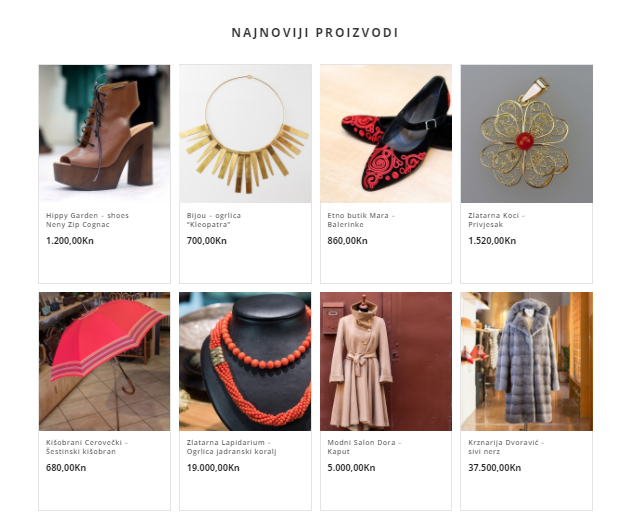 NAJNOVIJI PROIZVODI
Hippy Garden – shoes
Neny Zip Cognac
1.200,00Kn
Bijou – ogrlica
“Kleopatra”
700,00Kn
Etno butik Mara –
Balerinke
860,00Kn
Zlatarna Koci –
Privjesak
1.520,00Kn
Kišobrani Cerovečki –
Šestinski kišobran
680,00Kn
Zlatarna Lapidarium –
Ogrlica jadranski koralj
19.000,00Kn
Modni Salon Dora –
Kaput
5.000,00Kn
Krznarija Dvoravić –
sivi nerz
37.500,00Kn